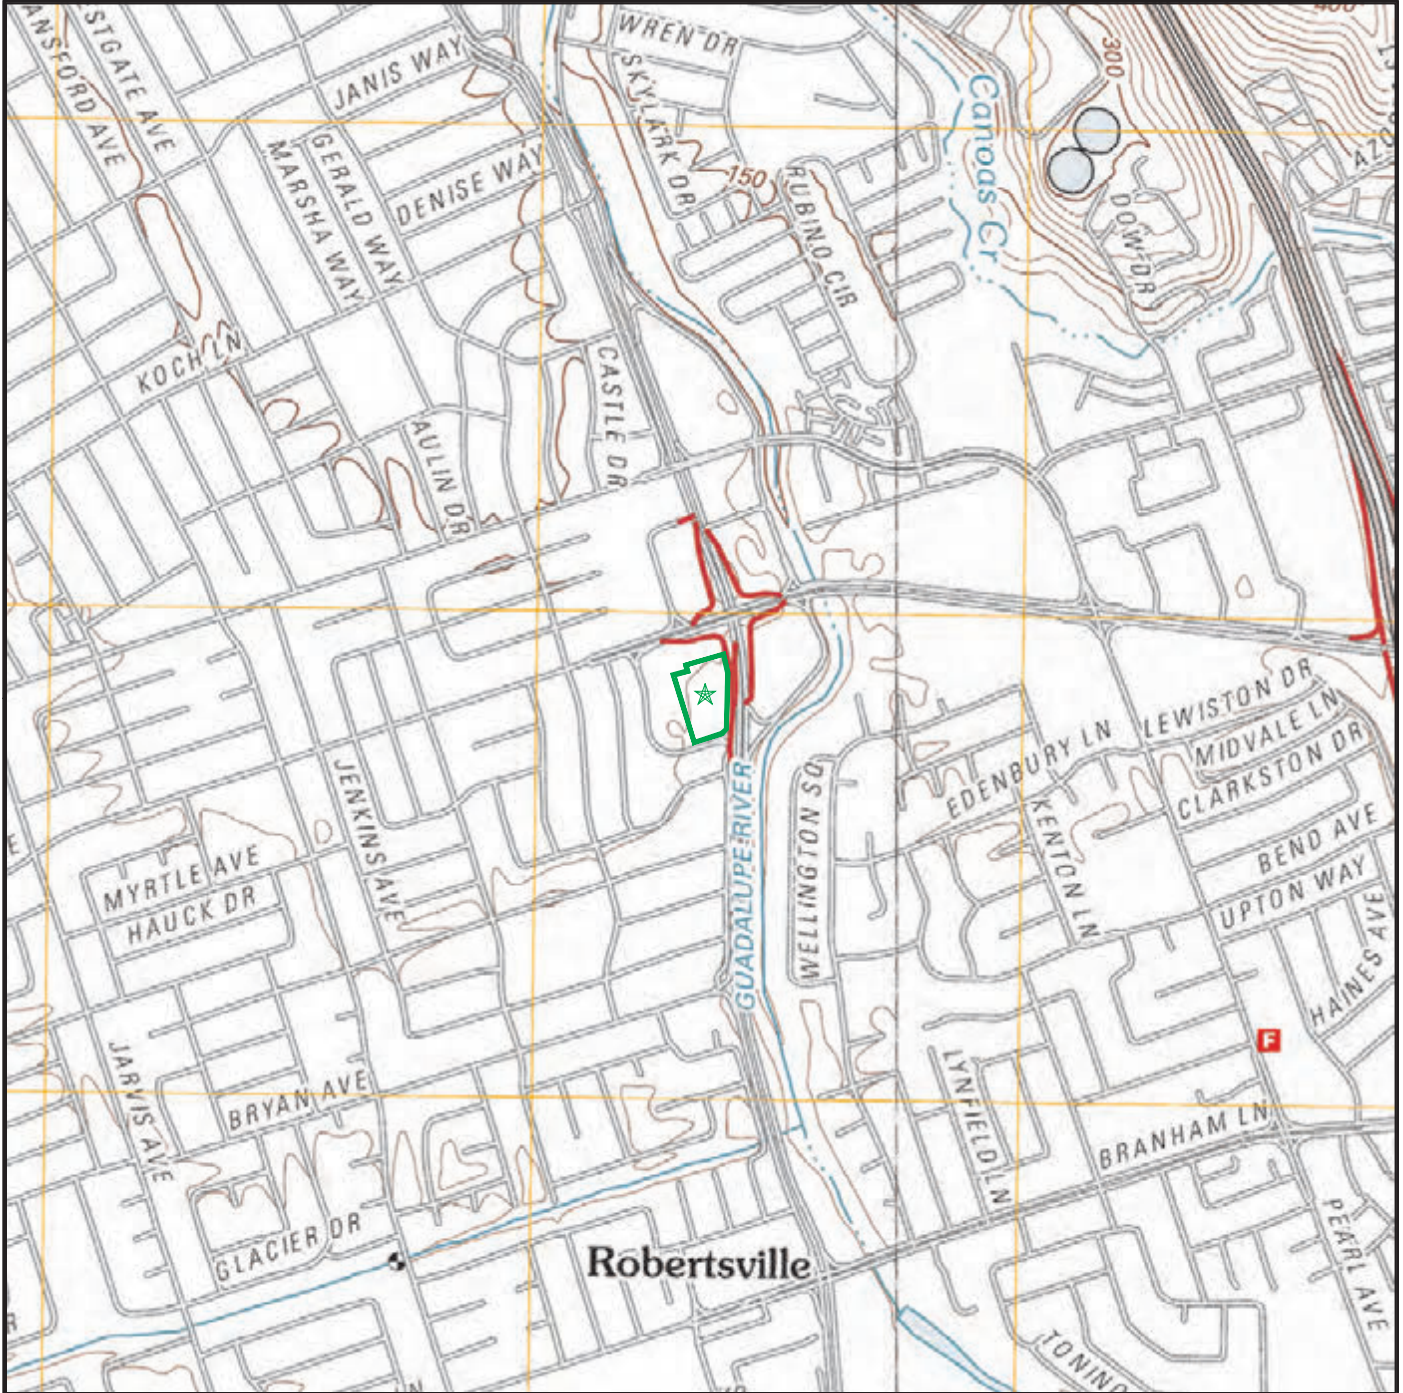 WREN DR
400
ANSFORD AVE
ESTGATE AVE
JANIS WAY
SKYLARK DR
300
Canoas Cr
GERALD WAY
MARSHA WAY
DENISE WAY
150
RUBINO CIR
DOW DR
KOCH LN
CASTLE DR
AULIN DR
LEWISTON DR
MIDVALE LN
CLARKSTON DR
EDENBURY LN
KENTON LN
JENKINS AVE
GUADALUPE RIVER
WELLINGTON SQ
BEND AVE
UPTON WAY
HAINES AVE
E
MYRTLE AVE
HAUCK DR
F
JARVIS AVE
BRYAN AVE
LYNFIELD LN
BRANHAM LN
PEARL AVE
GLACIER DR
Robertsville
R
TONINO